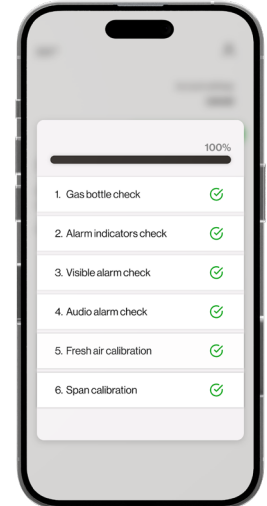 100%
1. Gas bottle check
2. Alarm indicators check
3. Visible alarm check
4. Audio alarm check
5. Fresh air calibration
6. Span calibration